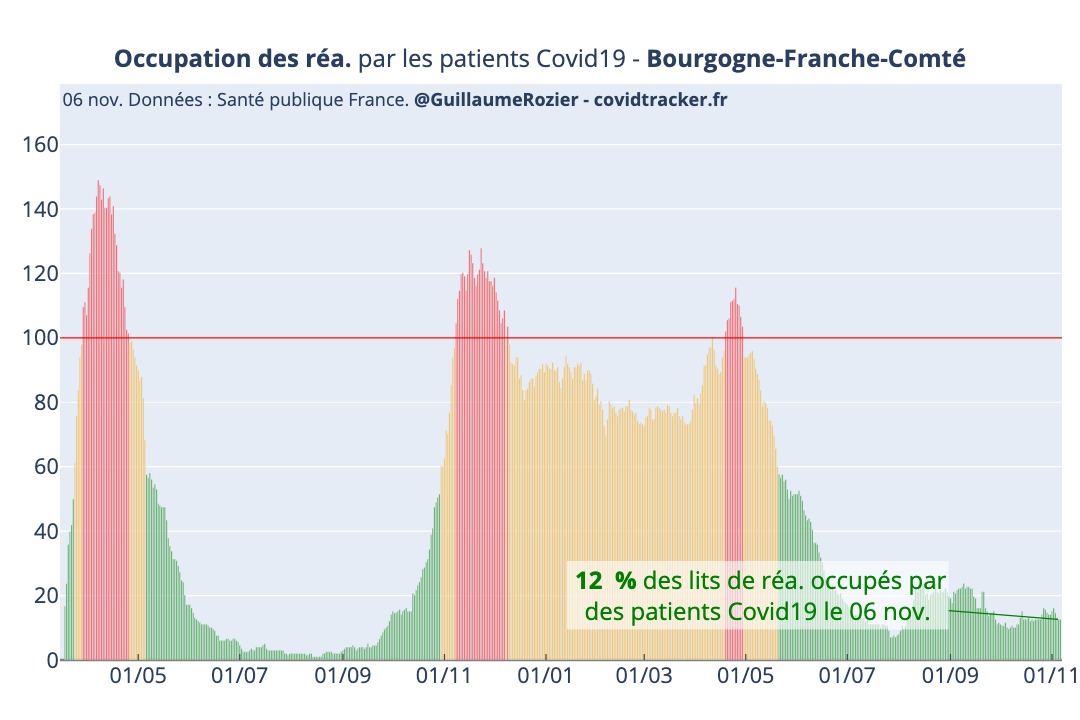 Occupation des réa. par les patients Covid19 - Bourgogne-Franche-Comté
06 nov. Données : Santé publique France. @GuillaumeRozier - covidtracker.fr
160
140
120
100
80
60
40
20
0
12 % des lits de réa. occupés par
des patients Covid19 le 06 nov.
01/05 01/07 01/09 01/11 01/01 01/03 01/05 01/07 01/09 01/11